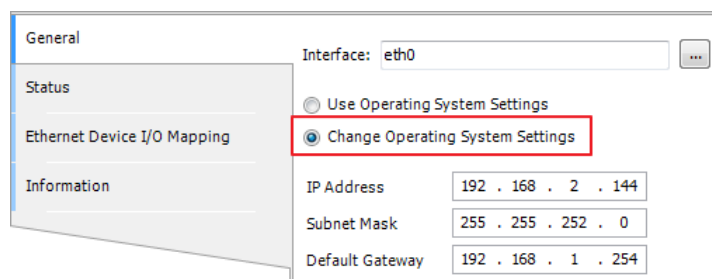 General
Status
Ethernet Device I/O Mapping
Information
Interface: eth0 ...
Use Operating System Settings
Change Operating System Settings
IP Address 192 . 168 . 2 . 144
Subnet Mask 255 . 255 . 252 . 0
Default Gateway 192 . 168 . 1 . 254